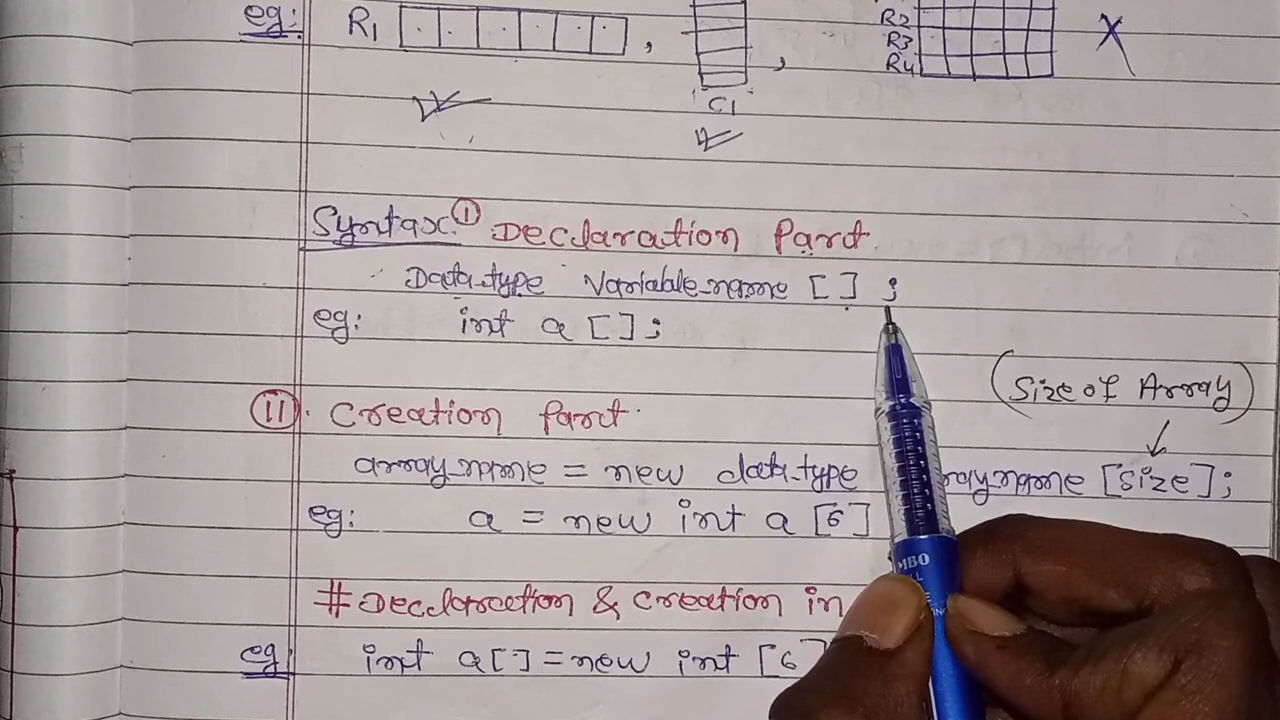 eg: R1 , , R2
R3
R4 X
C1
Syntax: ① Declaration Part
Data-type Variable-name [ ] ;
eg: int a [ ] ;
(Size of Array)
(II). Creation Part
array-name = new data-type rray-name [Size];
eg: a = new int a [6]
# Declaration & Creation in
eg: int a[ ] = new int [6]
MBO